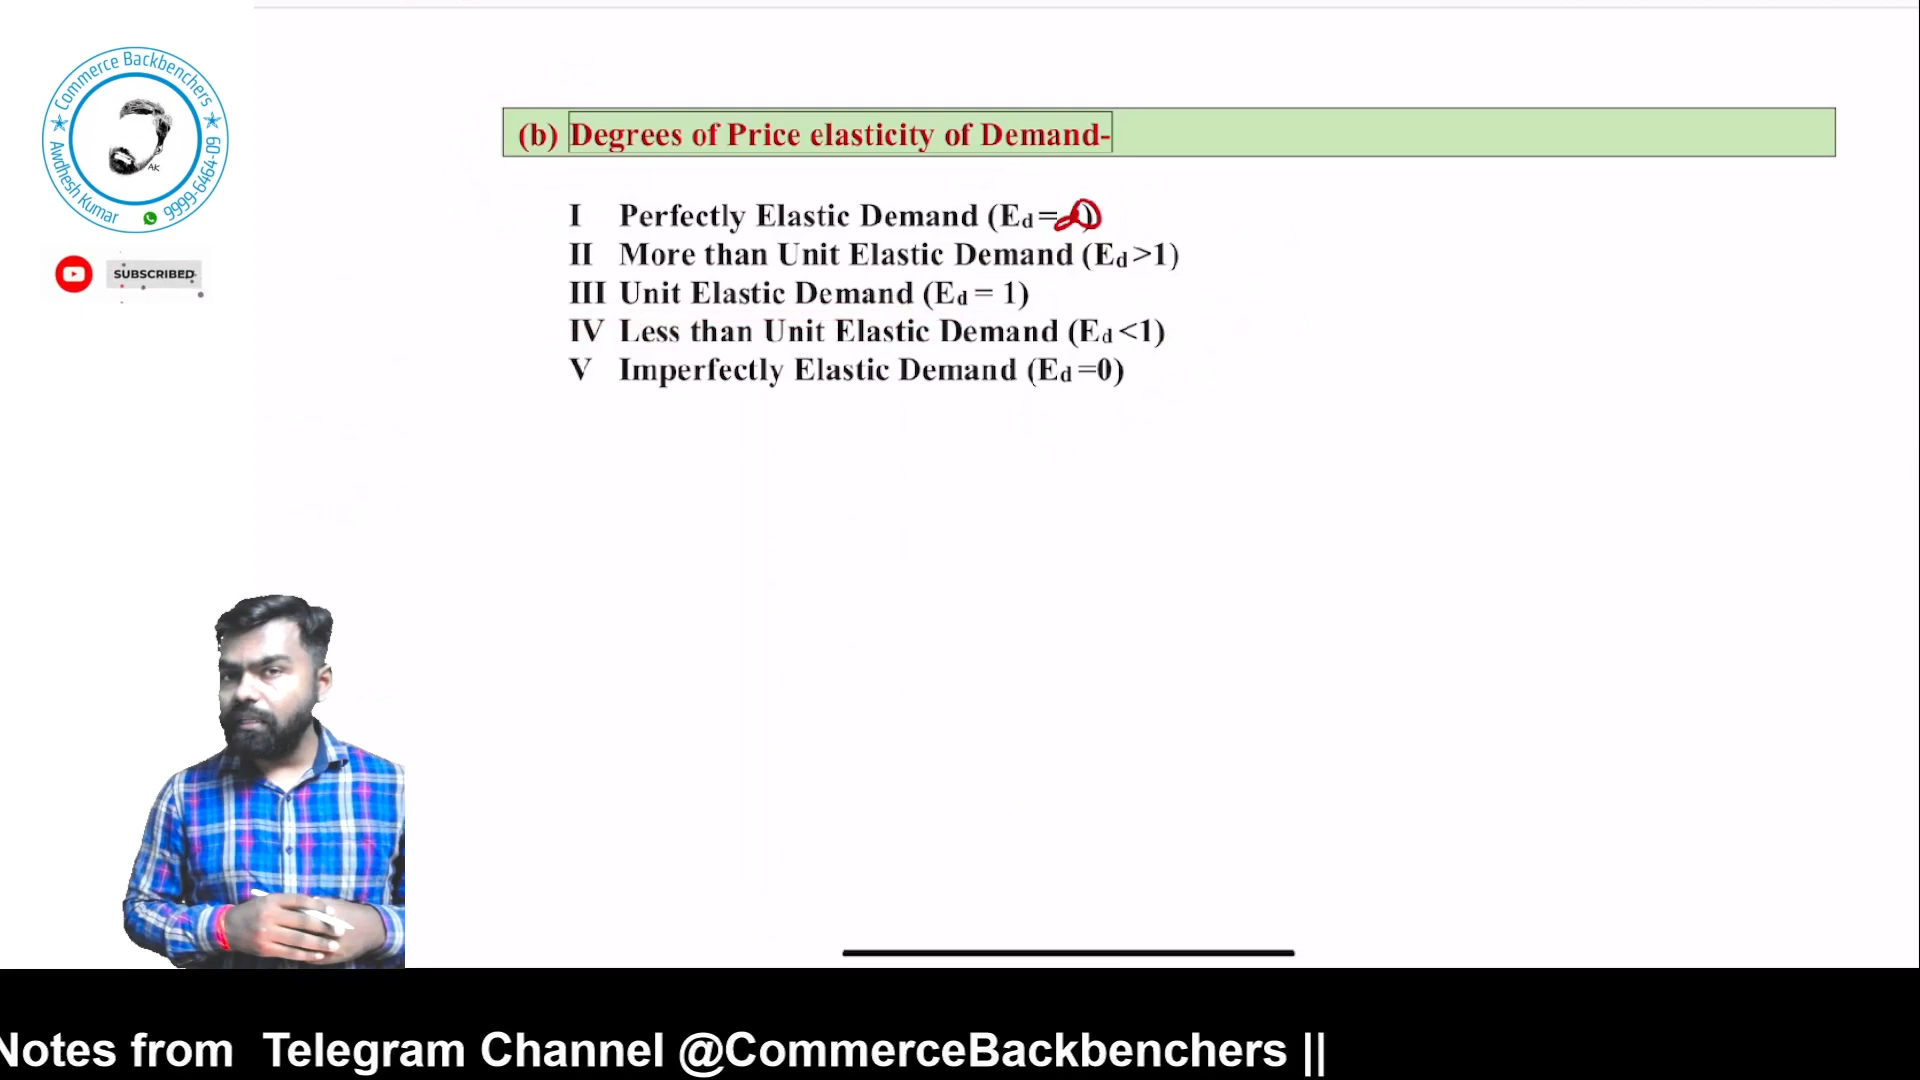 Commerce Backbenchers
AK
Awdhesh Kumar
9999-6464-09
SUBSCRIBED
(b) Degrees of Price elasticity of Demand-
I Perfectly Elastic Demand (Ed=∞)
II More than Unit Elastic Demand (Ed>1)
III Unit Elastic Demand (Ed = 1)
IV Less than Unit Elastic Demand (Ed<1)
V Imperfectly Elastic Demand (Ed =0)
Notes from Telegram Channel @CommerceBackbenchers ||